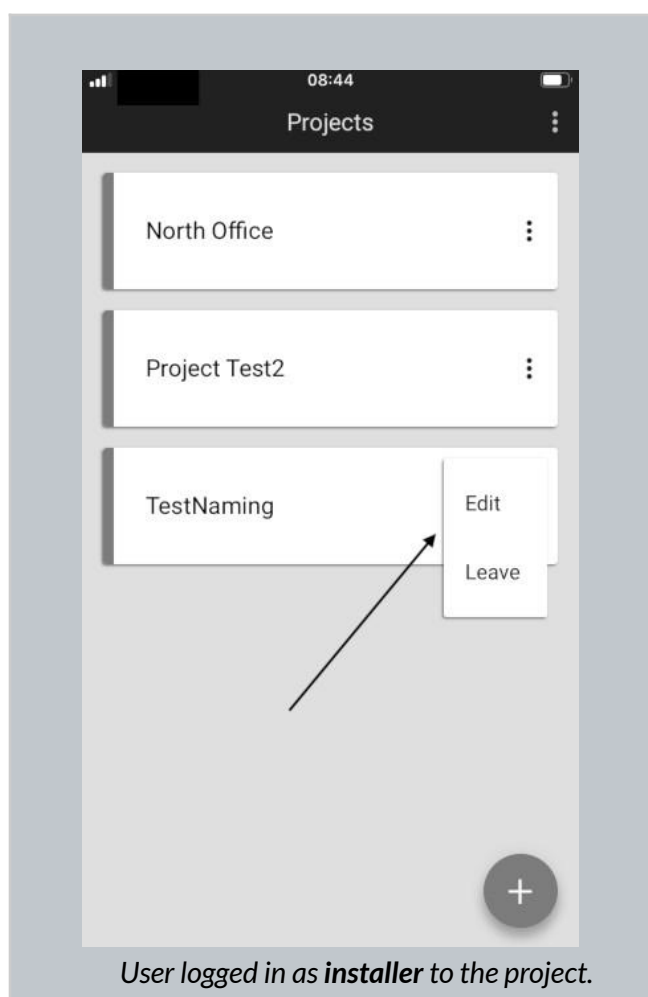 08:44
Projects
North Office
Project Test2
TestNaming
Edit
Leave
+
User logged in as installer to the project.